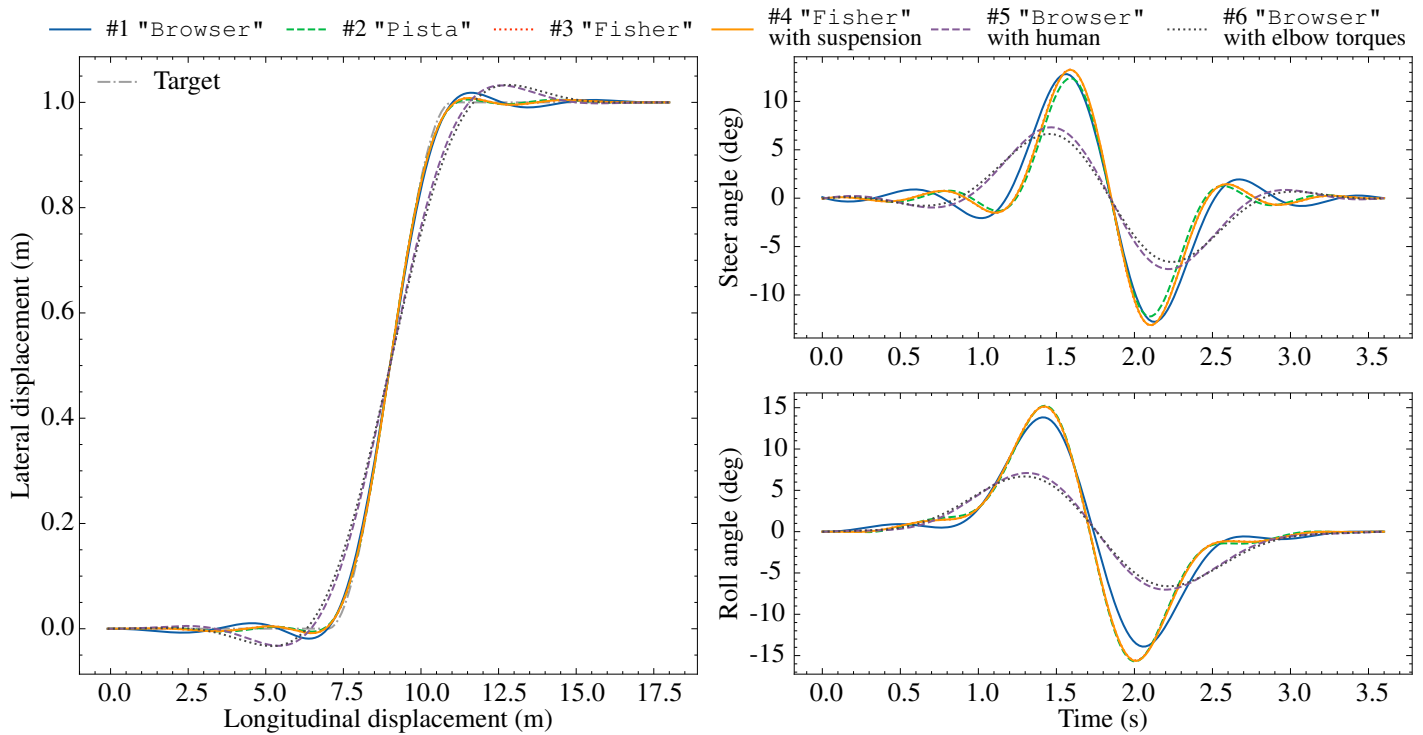 #1 "Browser"
#2 "Pista"
#3 "Fisher"
#4 "Fisher"
with suspension
#5 "Browser"
with human
#6 "Browser"
with elbow torques
Target
Lateral displacement (m)
1.0
0.8
0.6
0.4
0.2
0.0
0.0 2.5 5.0 7.5 10.0 12.5 15.0 17.5
Longitudinal displacement (m)
Steer angle (deg)
10
5
0
-5
-10
0.0 0.5 1.0 1.5 2.0 2.5 3.0 3.5
Roll angle (deg)
15
10
5
0
-5
-10
-15
0.0 0.5 1.0 1.5 2.0 2.5 3.0 3.5
Time (s)